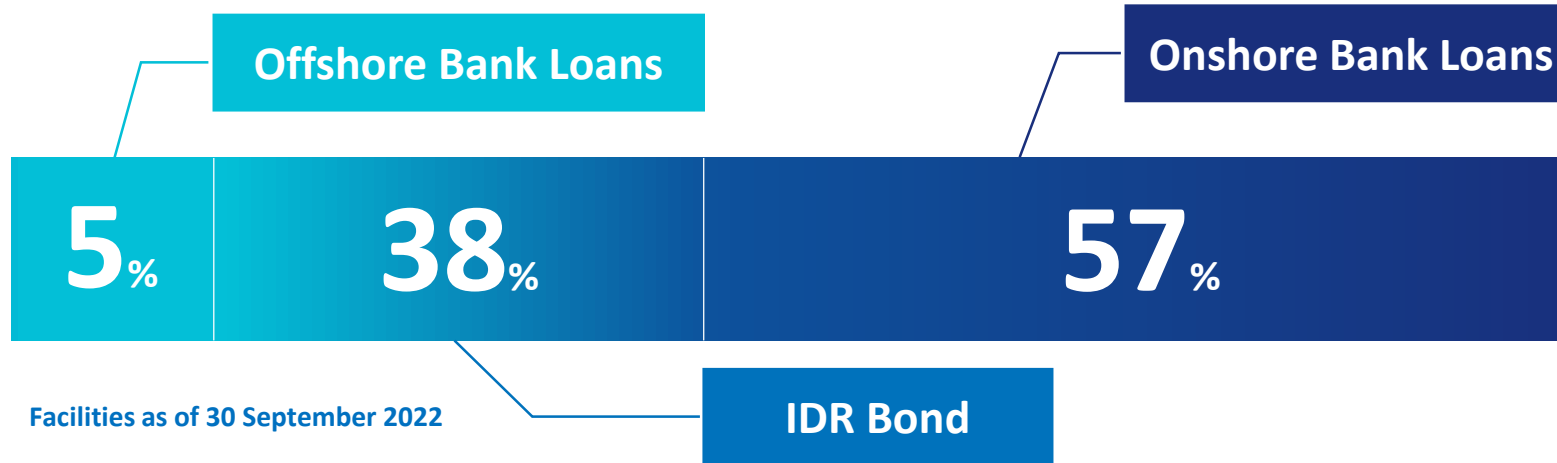 Offshore Bank Loans
Onshore Bank Loans
5%
38%
57%
Facilities as of 30 September 2022
IDR Bond